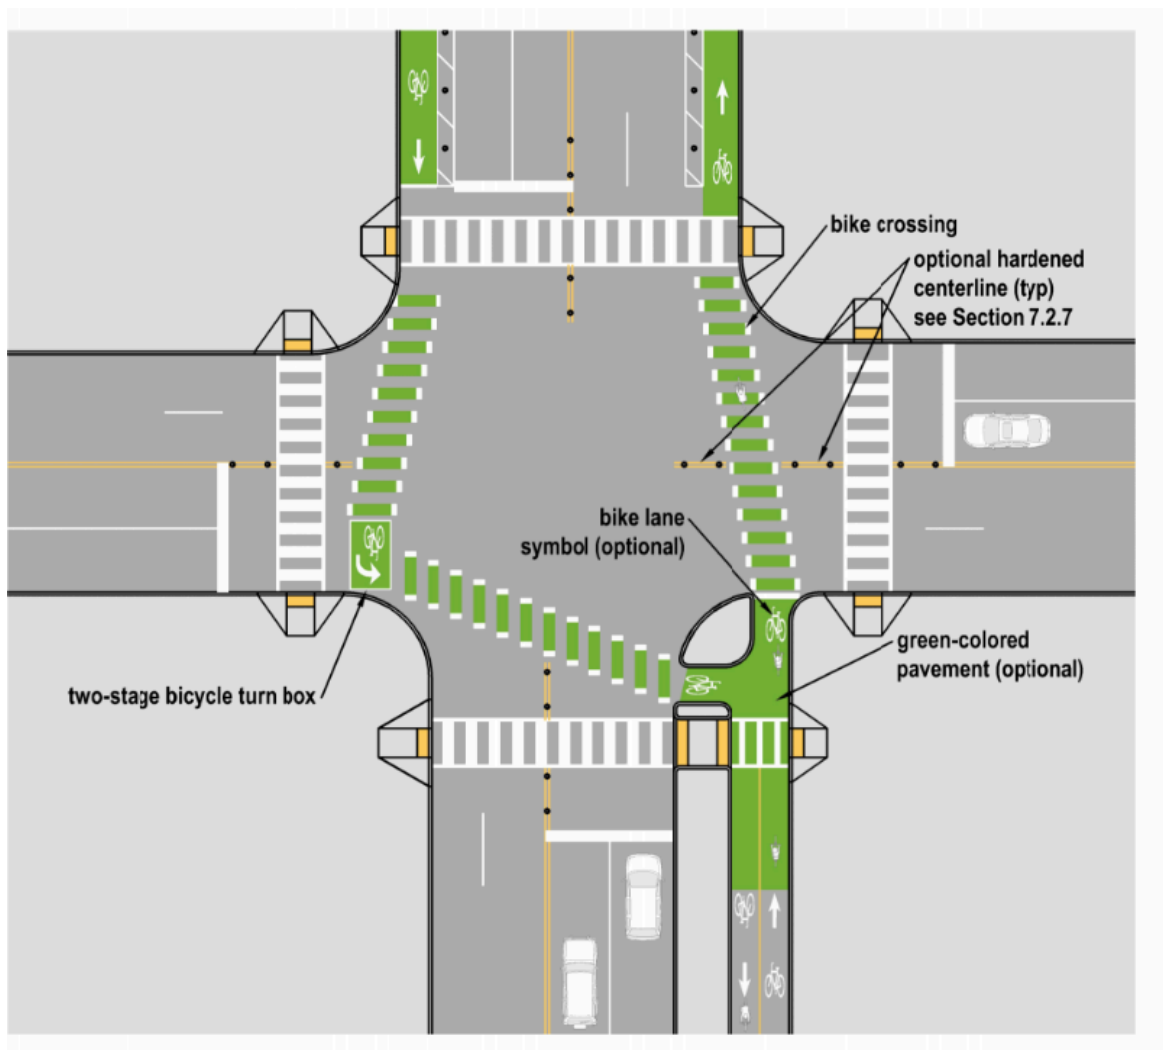 bike crossing
optional hardened
centerline (typ)
see Section 7.2.7
bike lane
symbol (optional)
green-colored
pavement (optional)
two-stage bicycle turn box